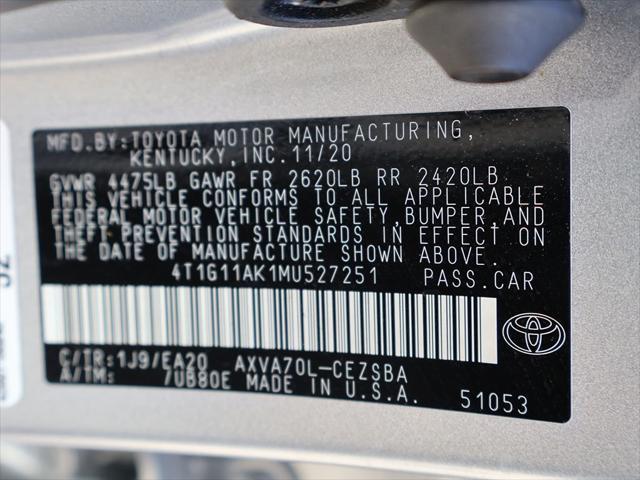 MFD.BY:TOYOTA MOTOR MANUFACTURING,
KENTUCKY,INC.11/20
GVWR 4475LB GAWR FR 2620LB RR 2420LB
THIS VEHICLE CONFORMS TO ALL APPLICABLE
FEDERAL MOTOR VEHICLE SAFETY,BUMPER,AND
THEFT PREVENTION STANDARDS IN EFFECT ON
THE DATE OF MANUFACTURE SHOWN ABOVE.
4T1G11AK1MU527251 PASS.CAR
C/TR:1J9/EA20 AXVA70L-CEZSBA
A/TM: 7UB80E MADE IN U.S.A.
51053